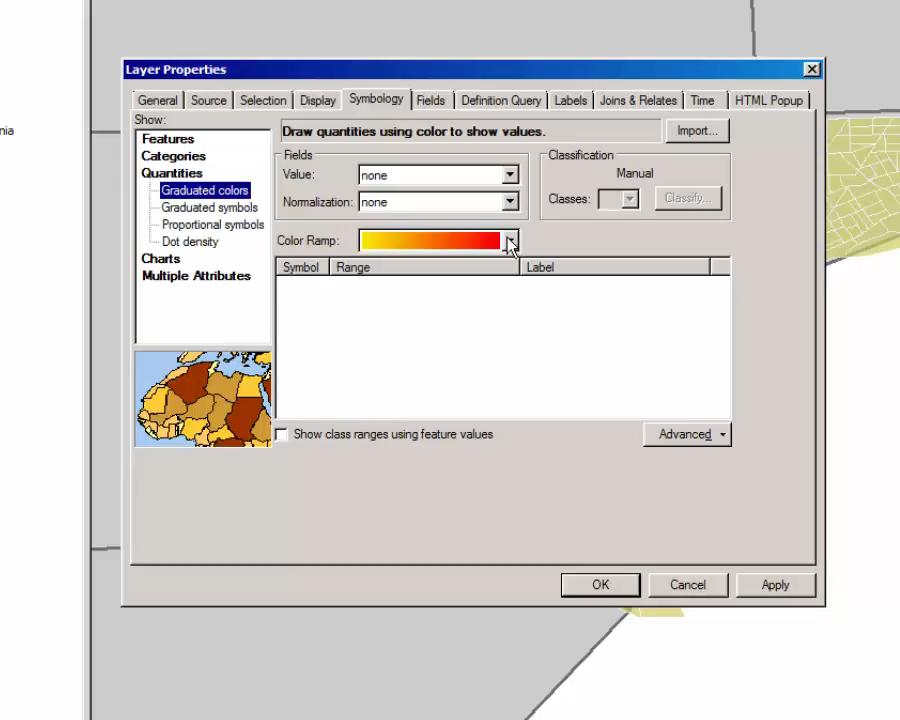 nia
Layer Properties
General Source Selection Display Symbology Fields Definition Query Labels Joins & Relates Time HTML Popup
Show:
Features
Categories
Quantities
Graduated colors
Graduated symbols
Proportional symbols
Dot density
Charts
Multiple Attributes
Draw quantities using color to show values.
Import...
Fields
Value: none
Normalization: none
Classification
Manual
Classes:
Classify...
Color Ramp:
Symbol Range Label
Show class ranges using feature values
Advanced
OK Cancel Apply